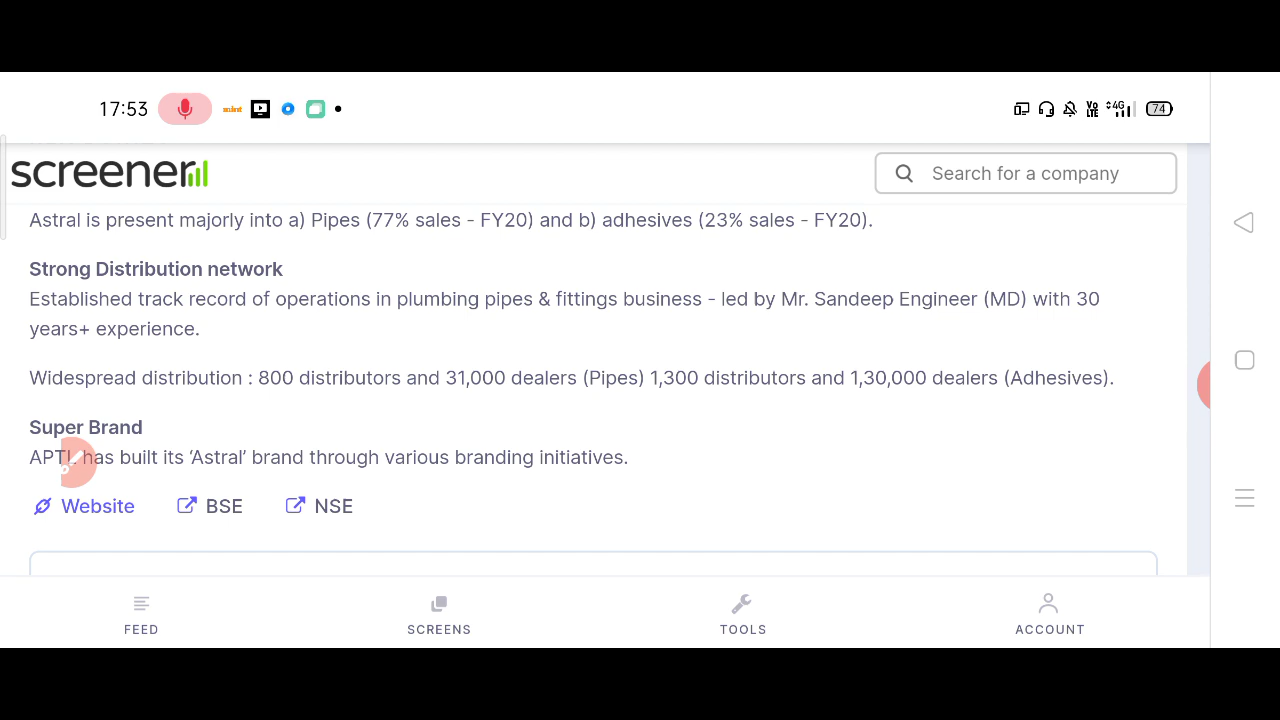 17:53
74
screener
Search for a company
Astral is present majorly into a) Pipes (77% sales - FY20) and b) adhesives (23% sales - FY20).
Strong Distribution network
Established track record of operations in plumbing pipes & fittings business - led by Mr. Sandeep Engineer (MD) with 30
years+ experience.
Widespread distribution : 800 distributors and 31,000 dealers (Pipes) 1,300 distributors and 1,30,000 dealers (Adhesives).
Super Brand
APTL has built its ‘Astral’ brand through various branding initiatives.
Website BSE NSE
FEED SCREENS TOOLS ACCOUNT